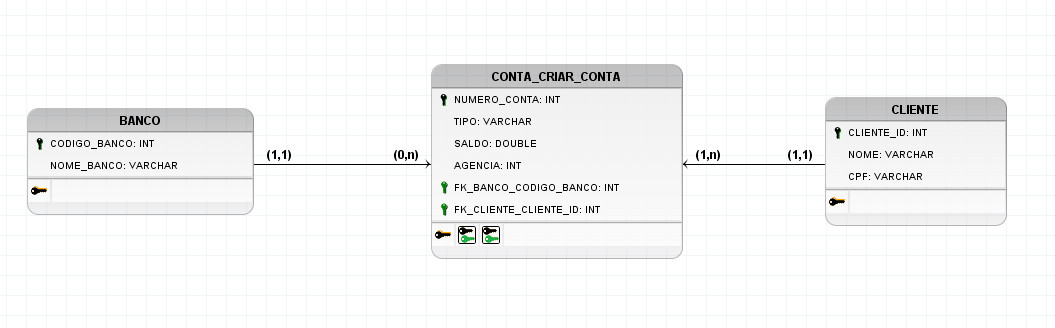 BANCO
CODIGO_BANCO: INT
NOME_BANCO: VARCHAR
(1,1)
(0,n)
CONTA_CRIAR_CONTA
NUMERO_CONTA: INT
TIPO: VARCHAR
SALDO: DOUBLE
AGENCIA: INT
FK_BANCO_CODIGO_BANCO: INT
FK_CLIENTE_CLIENTE_ID: INT
(1,n)
(1,1)
CLIENTE
CLIENTE_ID: INT
NOME: VARCHAR
CPF: VARCHAR